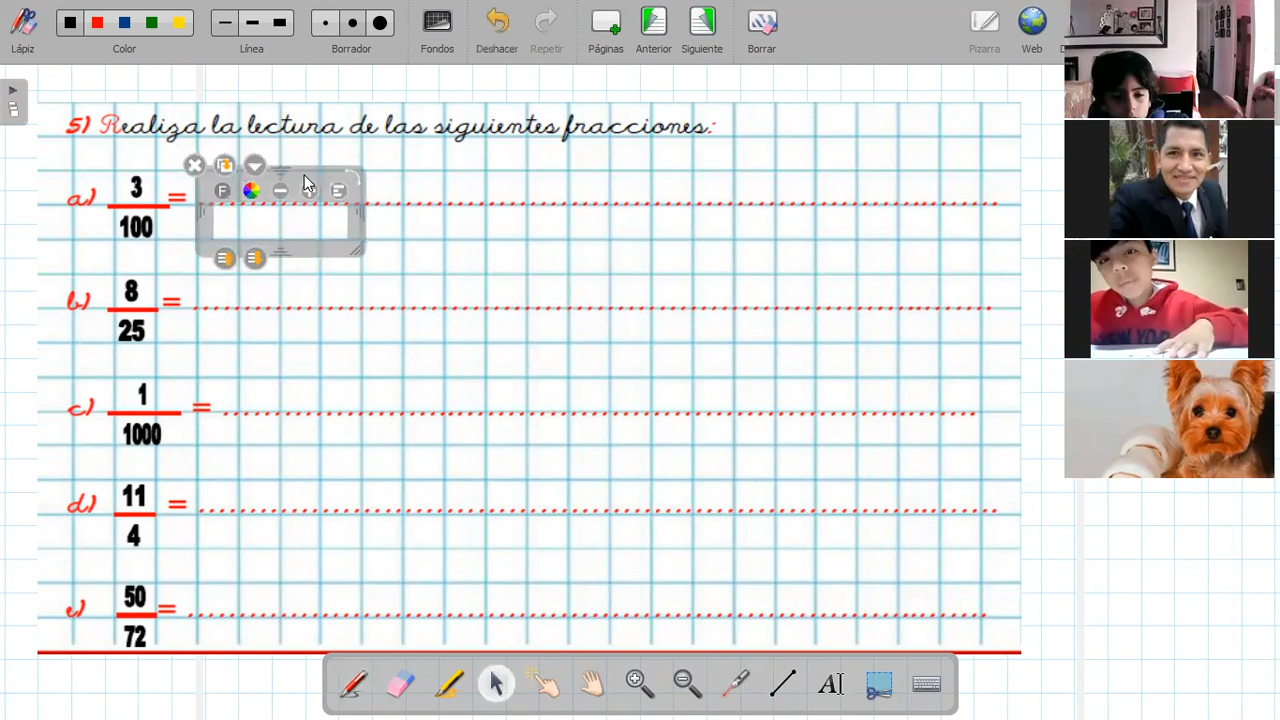 Lápiz Color Línea Borrador Fondos Deshacer Repetir Páginas Anterior Siguiente Borrar Pizarra Web
5) Realiza la lectura de las siguientes fracciones:
a) 3/100 = ........................................
F
b) 8/25 = ........................................
c) 1/1000 = ........................................
d) 11/4 = ........................................
e) 50/72 = ........................................